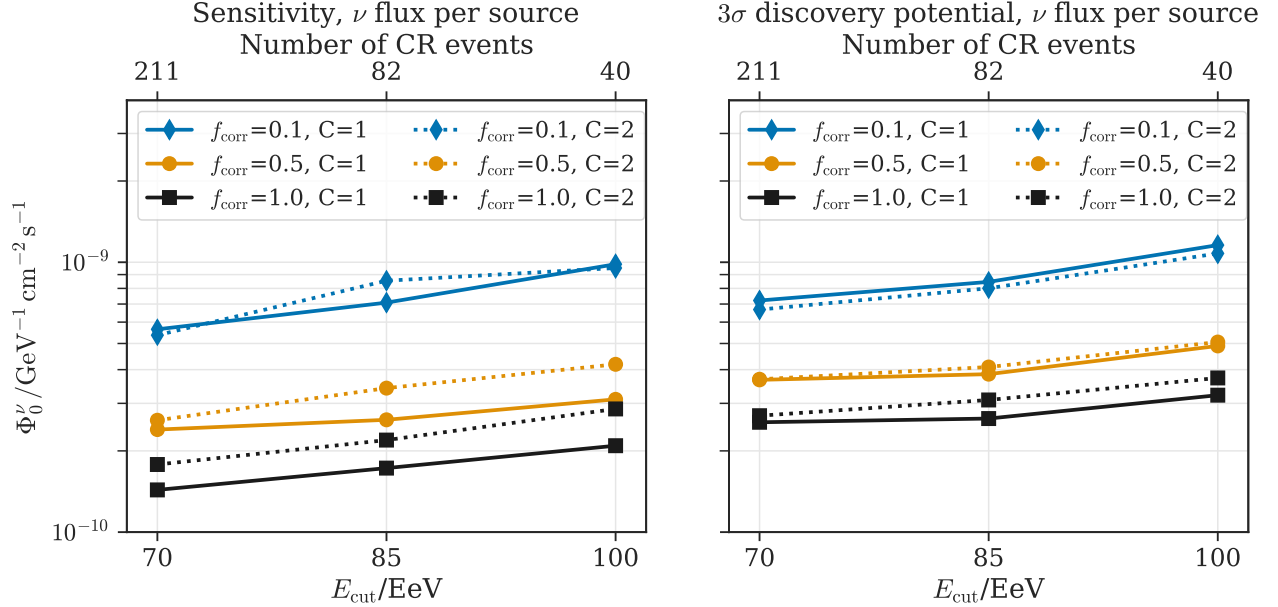 Sensitivity, ν flux per source
Number of CR events
211 82 40
f_corr=0.1, C=1 f_corr=0.1, C=2
f_corr=0.5, C=1 f_corr=0.5, C=2
f_corr=1.0, C=1 f_corr=1.0, C=2
Φ₀^ν / GeV⁻¹ cm⁻² s⁻¹
10⁻⁹
10⁻¹⁰
70 85 100
E_cut/EeV
3σ discovery potential, ν flux per source
Number of CR events
211 82 40
f_corr=0.1, C=1 f_corr=0.1, C=2
f_corr=0.5, C=1 f_corr=0.5, C=2
f_corr=1.0, C=1 f_corr=1.0, C=2
70 85 100
E_cut/EeV